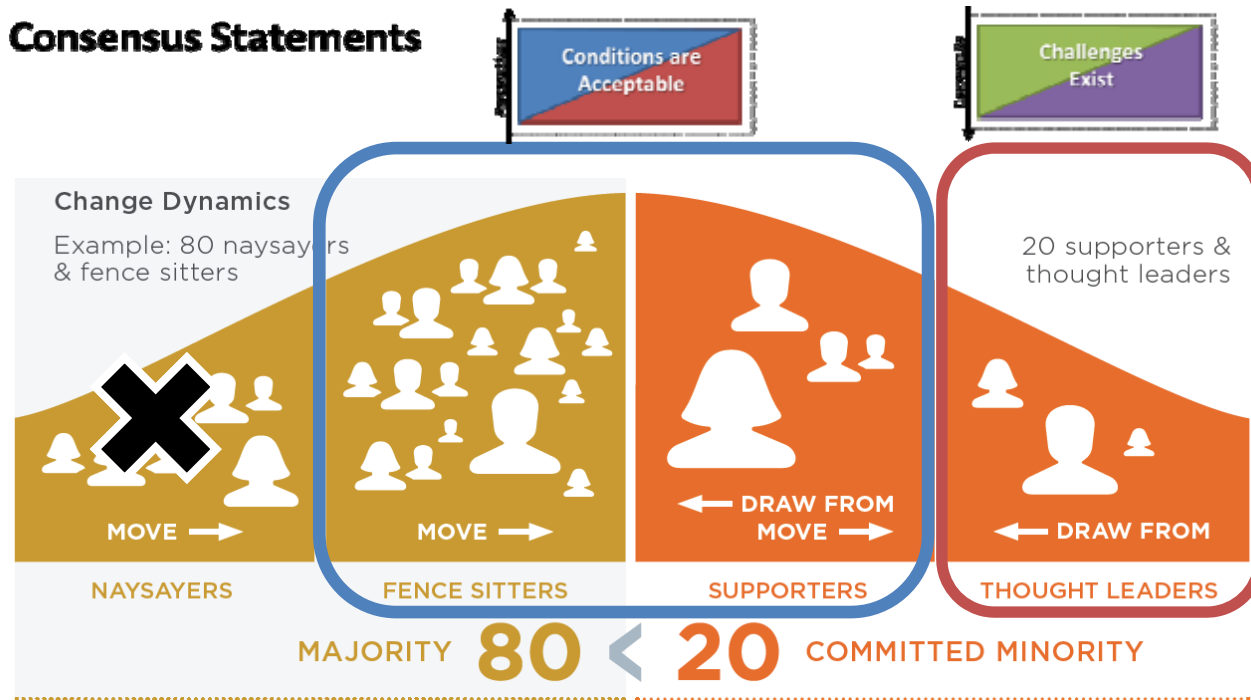 Consensus Statements
Conditions are
Acceptable
Challenges
Exist
Change Dynamics
Example: 80 naysayers
& fence sitters
20 supporters &
thought leaders
MOVE
MOVE
DRAW FROM
MOVE
DRAW FROM
NAYSAYERS
FENCE SITTERS
SUPPORTERS
THOUGHT LEADERS
MAJORITY 80 < 20 COMMITTED MINORITY